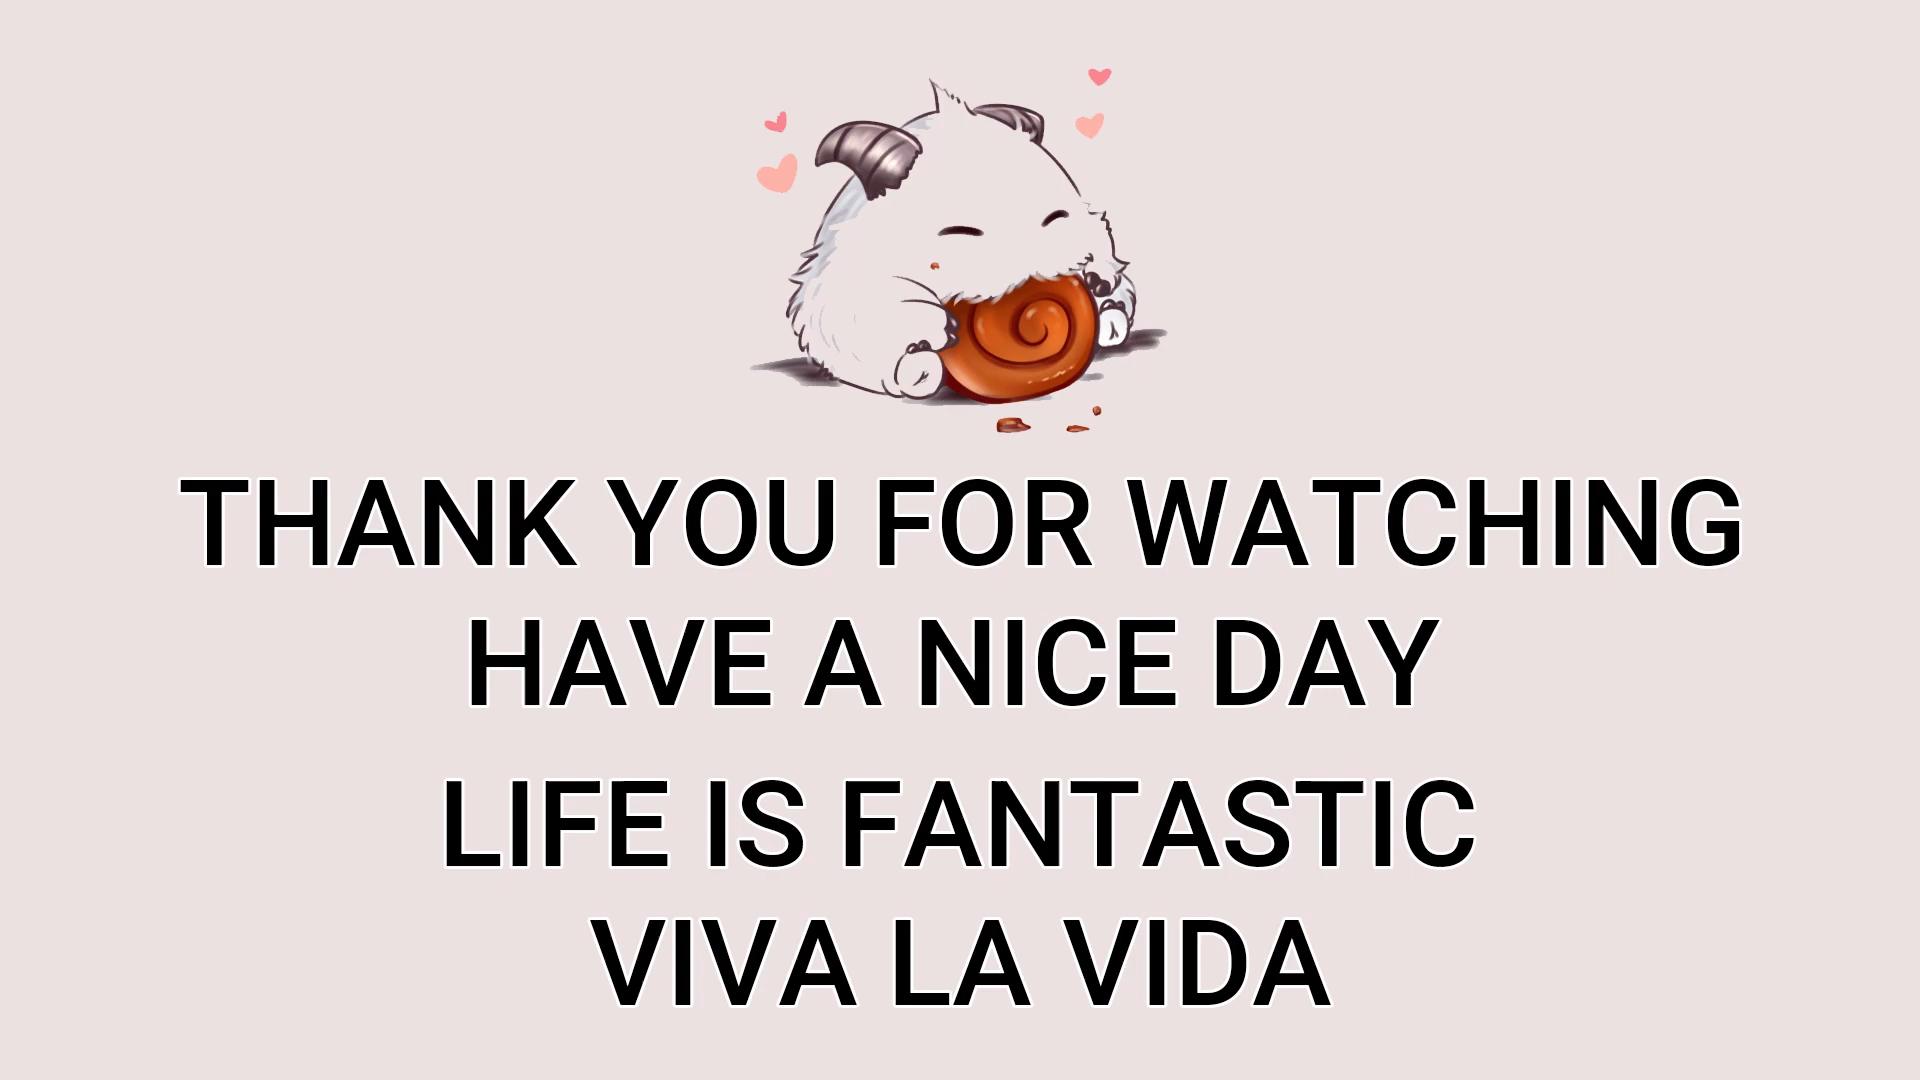 THANK YOU FOR WATCHING
HAVE A NICE DAY
LIFE IS FANTASTIC
VIVA LA VIDA